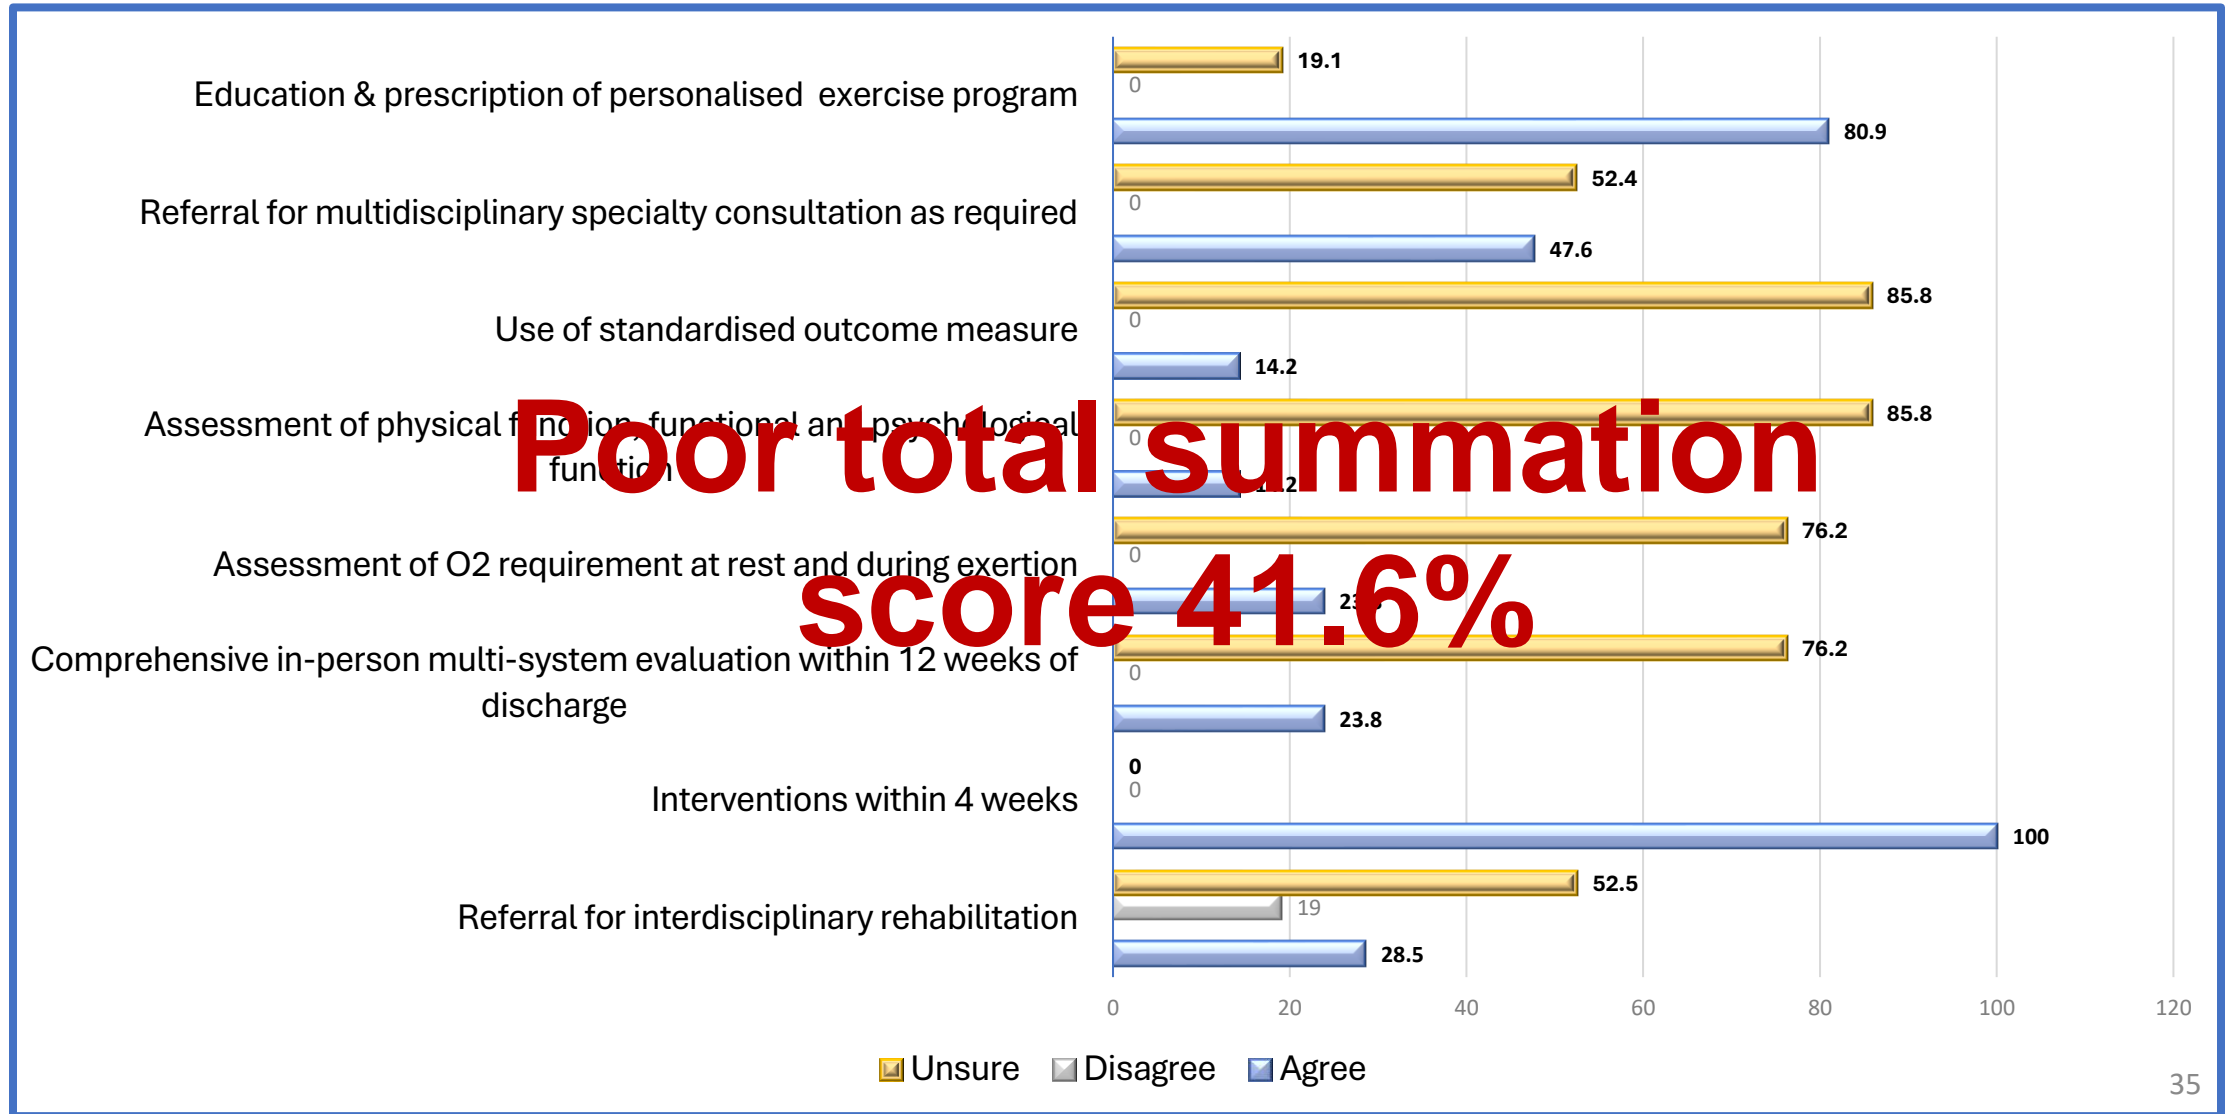 19.1
0
Education & prescription of personalised exercise program
80.9
52.4
0
Referral for multidisciplinary specialty consultation as required
47.6
85.8
0
Use of standardised outcome measure
14.2
85.8
Assessment of physical function, functional and psychological
0
function
Poor total summation
76.2
0
Assessment of O2 requirement at rest and during exertion
score 41.6%
76.2
Comprehensive in-person multi-system evaluation within 12 weeks of
0
discharge
23.8
0
0
Interventions within 4 weeks
100
52.5
19
Referral for interdisciplinary rehabilitation
28.5
0 20 40 60 80 100 120
Unsure Disagree Agree
35